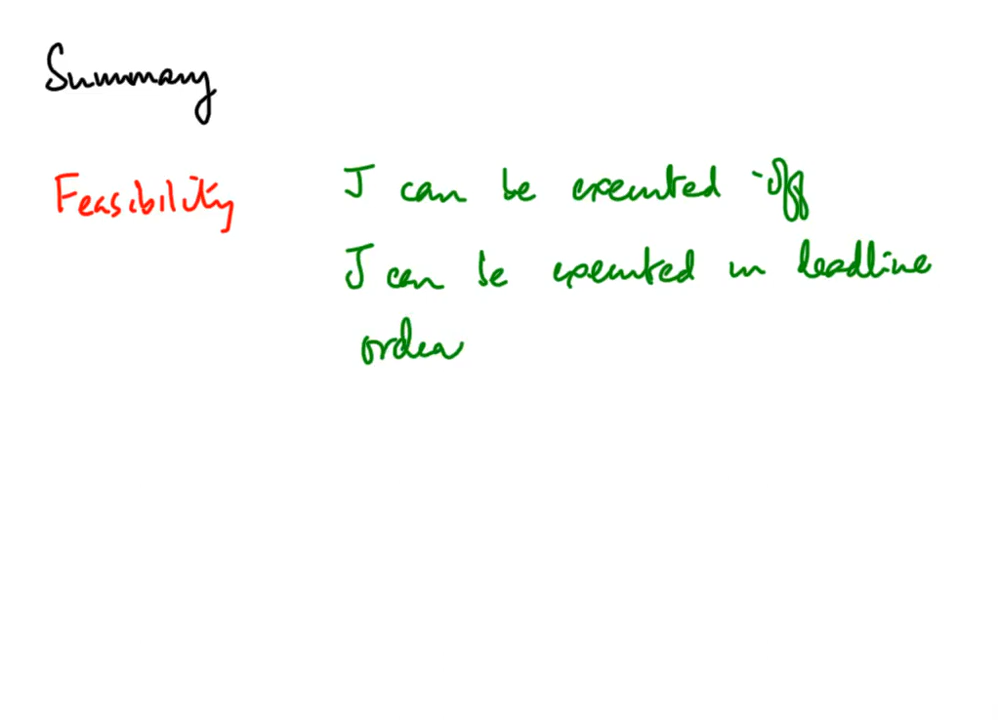 Summary
Feasibility J can be executed iff
J can be executed in deadline
order